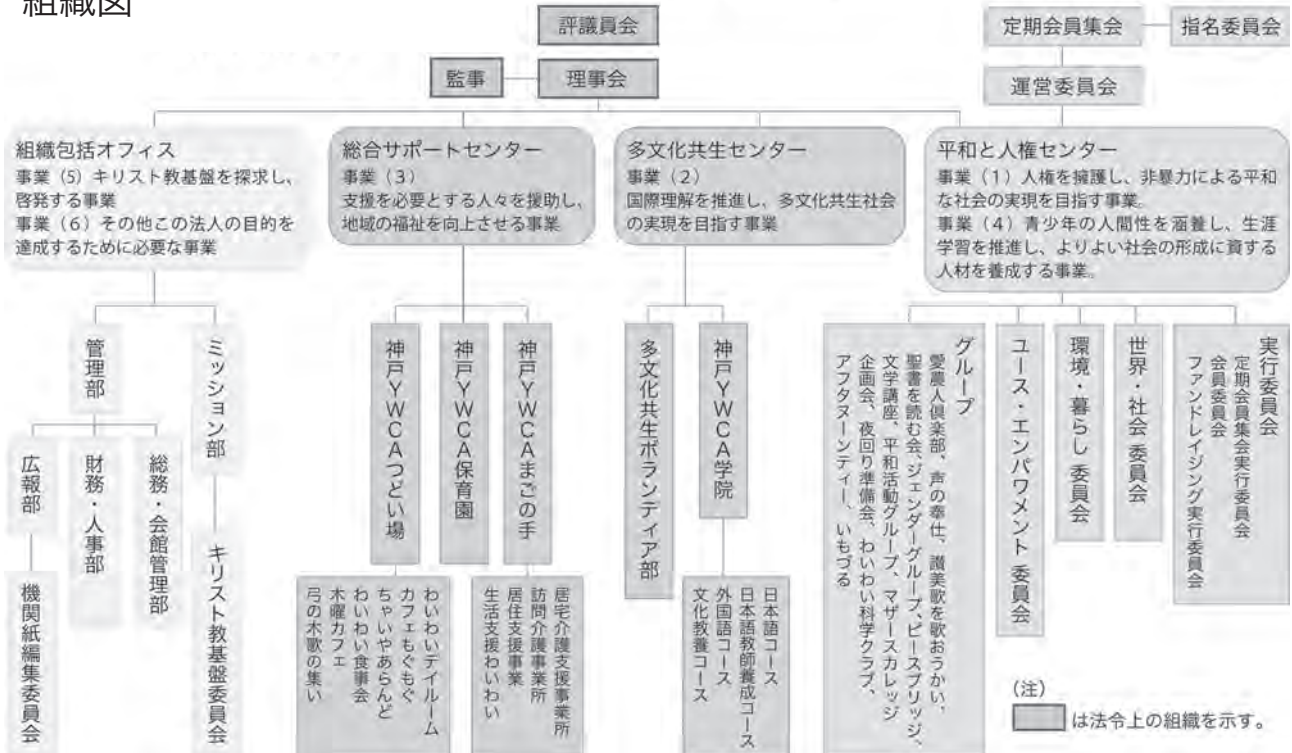 組織図
評議員会
監事
理事会
定期会員集会
指名委員会
運営委員会
組織包括オフィス
事業（5）キリスト教基盤を探求し、
啓発する事業
事業（6）その他この法人の目的を
達成するために必要な事業
総合サポートセンター
事業（3）
支援を必要とする人々を援助し、
地域の福祉を向上させる事業
多文化共生センター
事業（2）
国際理解を推進し、多文化共生社会
の実現を目指す事業
平和と人権センター
事業（1）人権を擁護し、非暴力による平和
な社会の実現を目指す事業。
事業（4）青少年の人間性を涵養し、生涯
学習を推進し、よりよい社会の形成に資する
人材を養成する事業。
管理部
ミッション部
広報部
財務・人事部
総務・会館管理部
機関紙編集委員会
キリスト教基盤委員会
神戸YWCAつどい場
神戸YWCA保育園
神戸YWCAまごの手
わいわいデイルーム
カフェもぐもぐ
ちゃいやあらんど
わいわい食事会
木曜カフェ
弓の木歌の集い
居宅介護支援事業所
訪問介護事業所
居住支援事業
生活支援わいわい
多文化共生ボランティア部
神戸YWCA学院
日本語コース
日本語教師養成コース
外国語コース
文化教養コース
グループ
愛農人倶楽部、声の奉仕、讃美歌を歌おうかい、
聖書を読む会、ジェンダーグループ、ピースブリッジ、
文学講座、平和活動グループ、マザースカレッジ
企画会、夜回り準備会、わいわい科学クラブ、
アフタヌーンティー、いもづる
ユース・エンパワメント 委員会
環境・暮らし 委員会
世界・社会 委員会
実行委員会
定期会員集会実行委員会
会員委員会
ファンドレイジング実行委員会
（注）
は法令上の組織を示す。